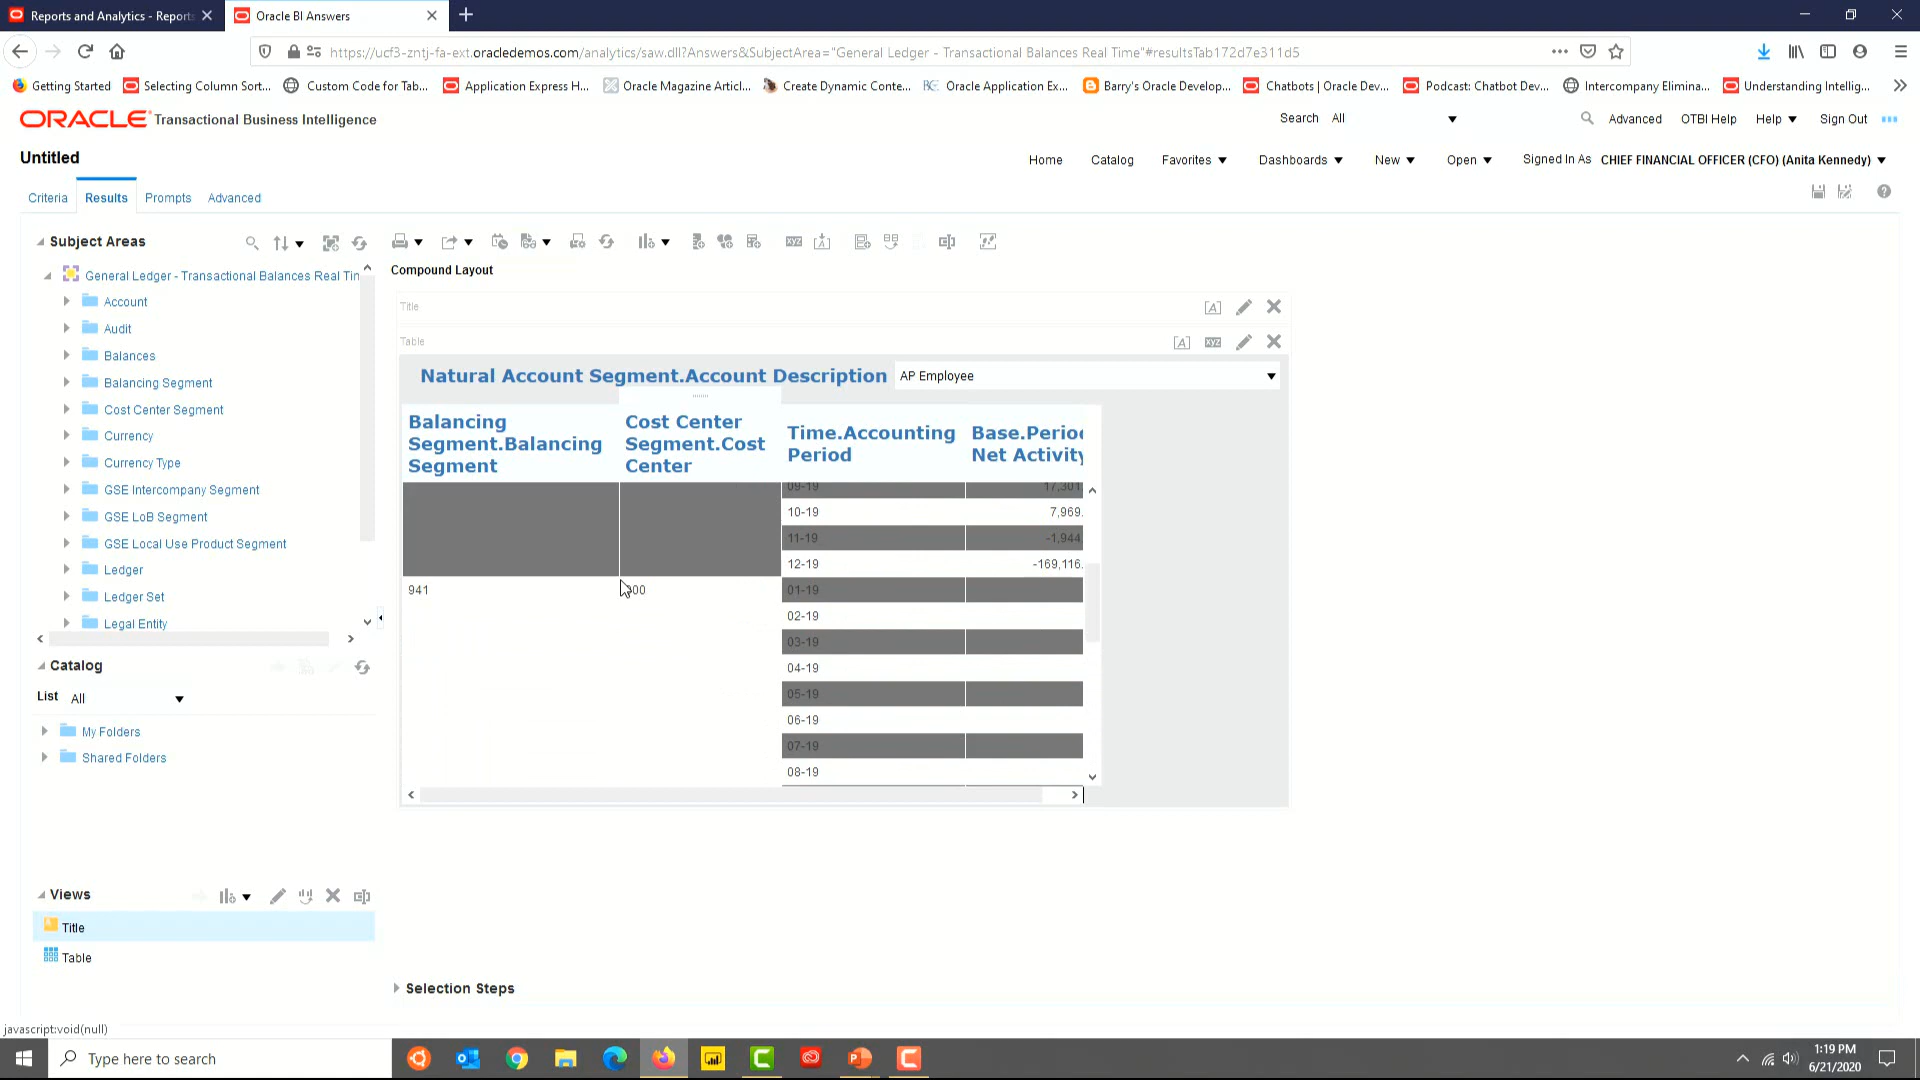 Reports and Analytics - Reports
Oracle BI Answers
https://ucf3-zntj-fa-ext.oracledemos.com/analytics/saw.dll?Answers&SubjectArea="General Ledger - Transactional Balances Real Time"#resultsTab172d7e311d5
Getting Started
Selecting Column Sort...
Custom Code for Tab...
Application Express H...
Oracle Magazine Articl...
Create Dynamic Conte...
Oracle Application Ex...
Barry's Oracle Develop...
Chatbots | Oracle Dev...
Podcast: Chatbot Dev...
Intercompany Elimina...
Understanding Intellig...
ORACLE Transactional Business Intelligence
Search All
Advanced
OTBI Help
Help
Sign Out
Untitled
Home
Catalog
Favorites
Dashboards
New
Open
Signed In As CHIEF FINANCIAL OFFICER (CFO) (Anita Kennedy)
Criteria
Results
Prompts
Advanced
Subject Areas
General Ledger - Transactional Balances Real Tim
Account
Audit
Balances
Balancing Segment
Cost Center Segment
Currency
Currency Type
GSE Intercompany Segment
GSE LoB Segment
GSE Local Use Product Segment
Ledger
Ledger Set
Legal Entity
Catalog
List All
My Folders
Shared Folders
Views
Title
Table
javascript:void(null)
Compound Layout
Title
Table
Natural Account Segment.Account Description AP Employee
Balancing
Segment.Balancing
Segment
Cost Center
Segment.Cost
Center
Time.Accounting
Period
Base.Period
Net Activity
09-19 17,301
10-19 7,969.
11-19 -1,944
12-19 -169,116.
941 01-19
02-19
03-19
04-19
05-19
06-19
07-19
08-19
Selection Steps
Type here to search
1:19 PM
6/21/2020